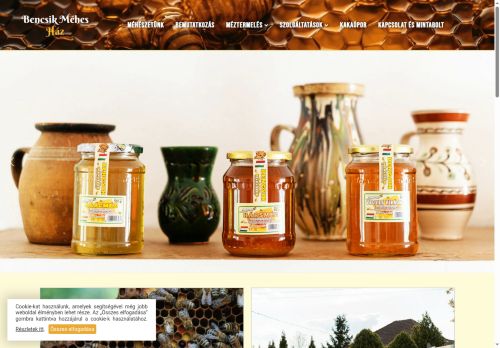 Bencsik Méhes
Ház
MÉHÉSZETÜNK BEMUTATKOZÁS MÉZTERMELÉS SZOLGÁLTATÁSOK KAKAÓPOR KAPCSOLAT ÉS MINTABOLT
Cookie-kat használunk, amelyek segítségével még jobb
weboldal élményben lehet része. Az „Összes elfogadása"
gombra kattintva hozzájárul a cookie-k használatához.
Részletek itt. Összes elfogadása